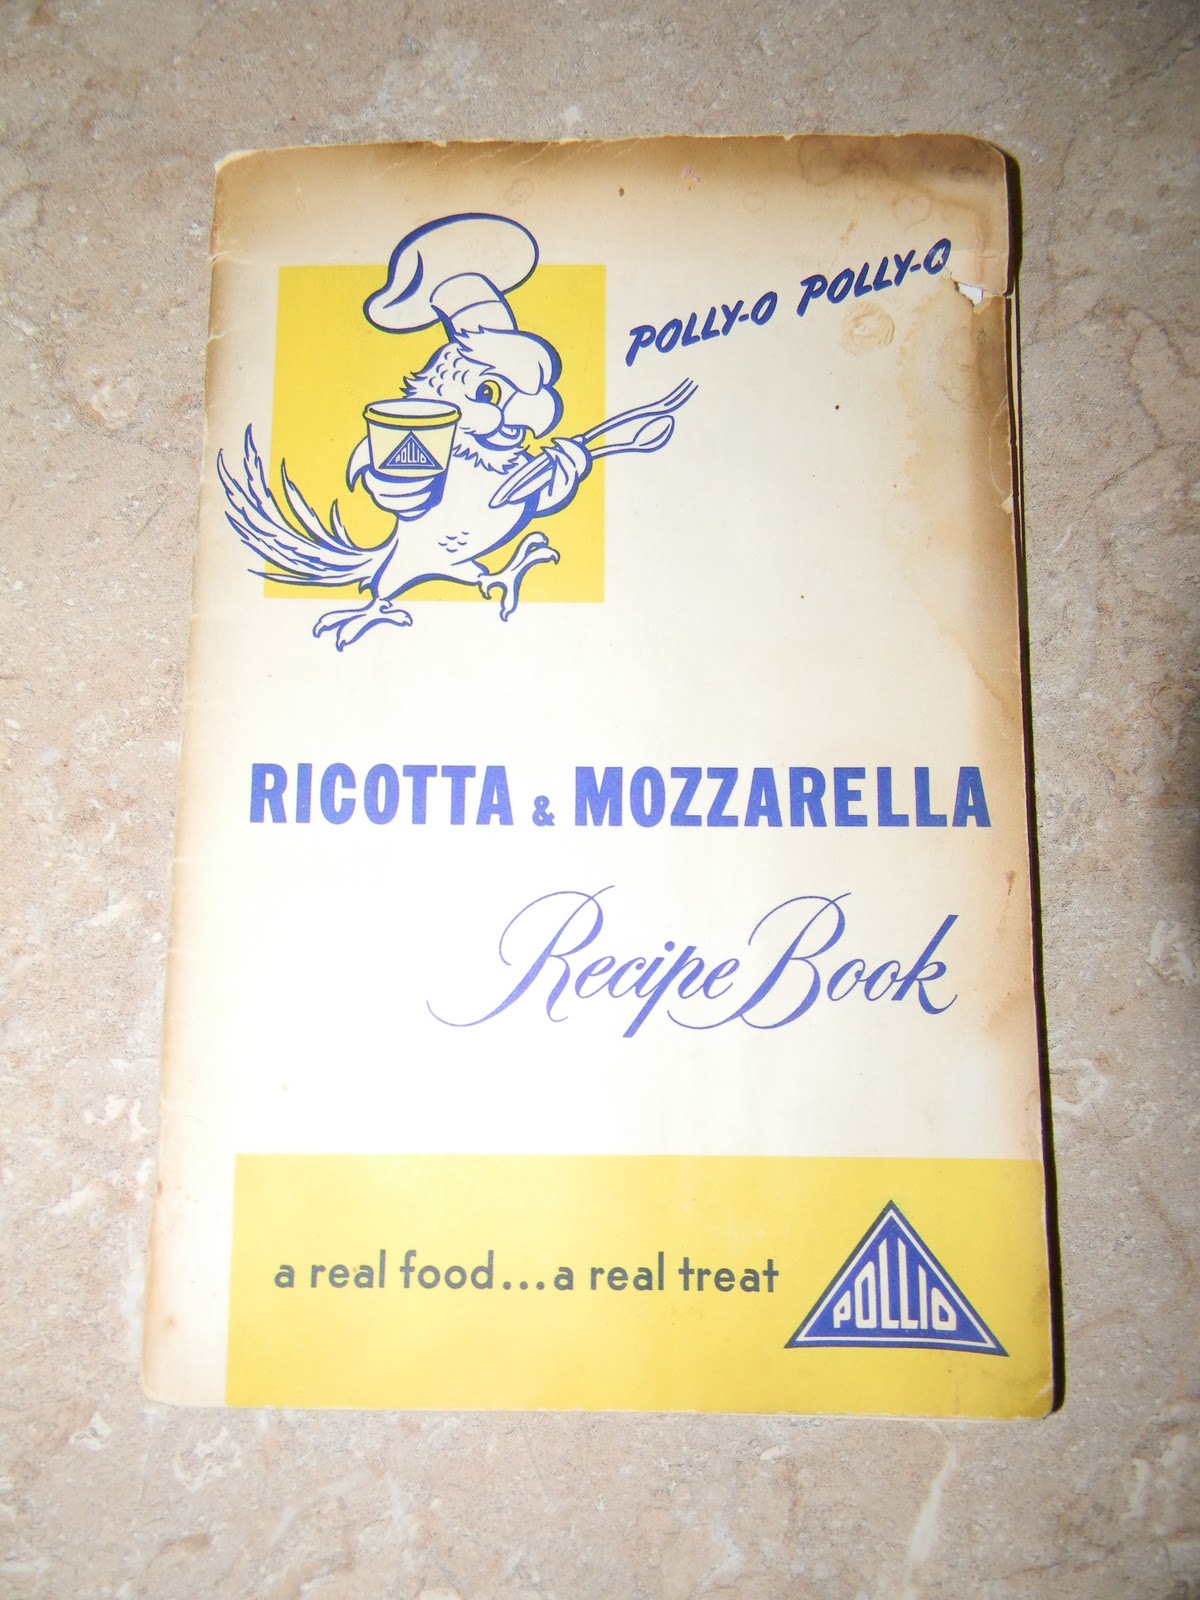 POLLY-O POLLY-O
POLLIO
RICOTTA & MOZZARELLA
Recipe Book
a real food...a real treat
POLLIO